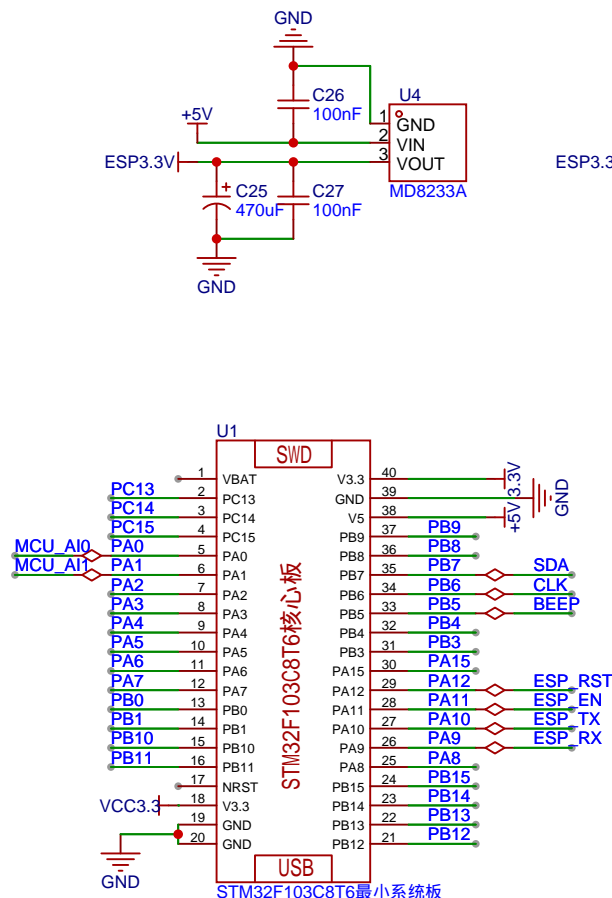 GND
C26
100nF
U4
+5V
1 GND
2 VIN
3 VOUT
ESP3.3V
ESP3.3
C25
470uF
C27
100nF
MD8233A
GND
U1
SWD
1 VBAT
PC13 2 PC13
PC14 3 PC14
PC15 4 PC15
MCU_AI0 PA0 5 PA0
MCU_AI1 PA1 6 PA1
PA2 7 PA2
PA3 8 PA3
PA4 9 PA4
PA5 10 PA5
PA6 11 PA6
PA7 12 PA7
PB0 13 PB0
PB1 14 PB1
PB10 15 PB10
PB11 16 PB11
17 NRST
VCC3.3 18 V3.3
19 GND
20 GND
GND
STM32F103C8T6核心板
V3.3 40 3.3V
GND 39 GND
V5 38 +5V
PB9 37 PB9
PB8 36 PB8
PB7 35 PB7 SDA
PB6 34 PB6 CLK
PB5 33 PB5 BEEP
PB4 32 PB4
PB3 31 PB3
PA15 30 PA15
PA12 29 PA12 ESP_RST
PA11 28 PA11 ESP_EN
PA10 27 PA10 ESP_TX
PA9 26 PA9 ESP_RX
PA8 25 PA8
PB15 24 PB15
PB14 23 PB14
PB13 22 PB13
PB12 21 PB12
USB
STM32F103C8T6最小系统板